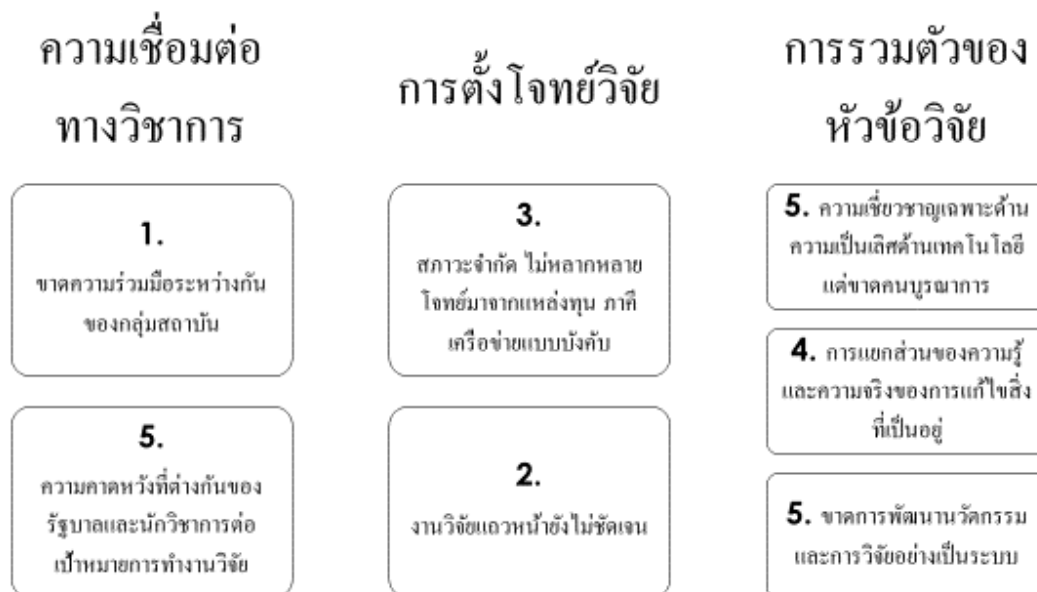 ความเชื่อมต่อ
ทางวิชาการ
1.
ขาดความร่วมมือระหว่างกัน
ของกลุ่มสถาบัน
5.
ความคาดหวังที่ต่างกันของ
รัฐบาลและนักวิชาการต่อ
เป้าหมายการทำงานวิจัย
การตั้งโจทย์วิจัย
3.
สภาวะจำกัด ไม่หลากหลาย
โจทย์มาจากแหล่งทุน ภาคี
เครือข่ายแบบบังคับ
2.
งานวิจัยแถวหน้ายังไม่ชัดเจน
การรวมตัวของ
หัวข้อวิจัย
5. ความเชี่ยวชาญเฉพาะด้าน
ความเป็นเลิศด้านเทคโนโลยี
แต่ขาดคนบูรณาการ
4. การแยกส่วนของความรู้
และความจริงของการแก้ไขสิ่ง
ที่เป็นอยู่
5. ขาดการพัฒนานวัตกรรม
และการวิจัยอย่างเป็นระบบ